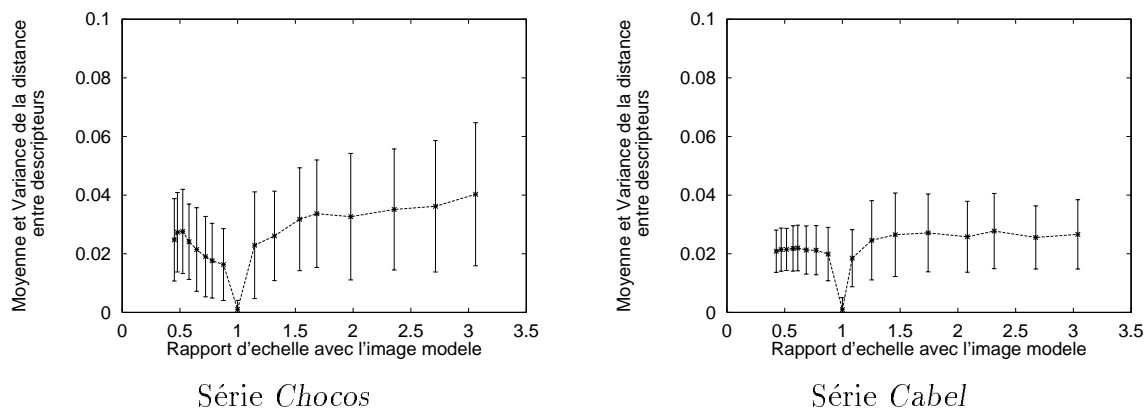 Moyenne et Variance de la distance
entre descripteurs
0.1
0.08
0.06
0.04
0.02
0
0 0.5 1 1.5 2 2.5 3 3.5
Rapport d'echelle avec l'image modele
Série Chocos
Moyenne et Variance de la distance
entre descripteurs
0.1
0.08
0.06
0.04
0.02
0
0 0.5 1 1.5 2 2.5 3 3.5
Rapport d'echelle avec l'image modele
Série Cabel